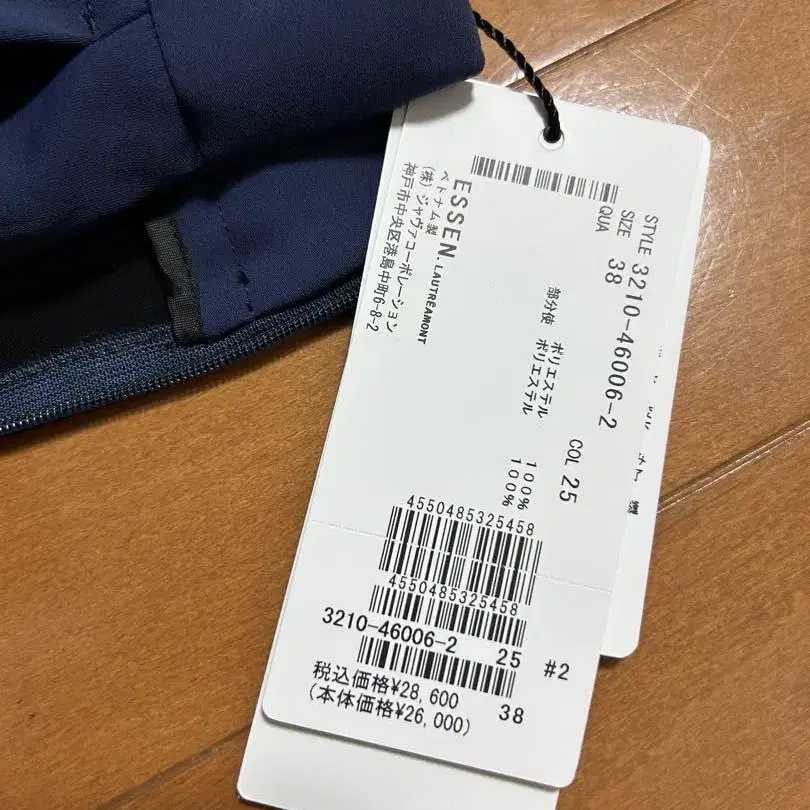 STYLE 3210-46006-2
SIZE 38 COL 25
QUA
部分使 ポリエステル 100%
ポリエステル 100%
ESSEN. LAUTRÉAMONT
ベトナム製
(株)ジャヴァコーポレーション
神戸市中央区港島中町6-8-2
4550485325458
4550485325458
3210-46006-2 25 #2
38
税込価格¥28,600
(本体価格¥26,000)